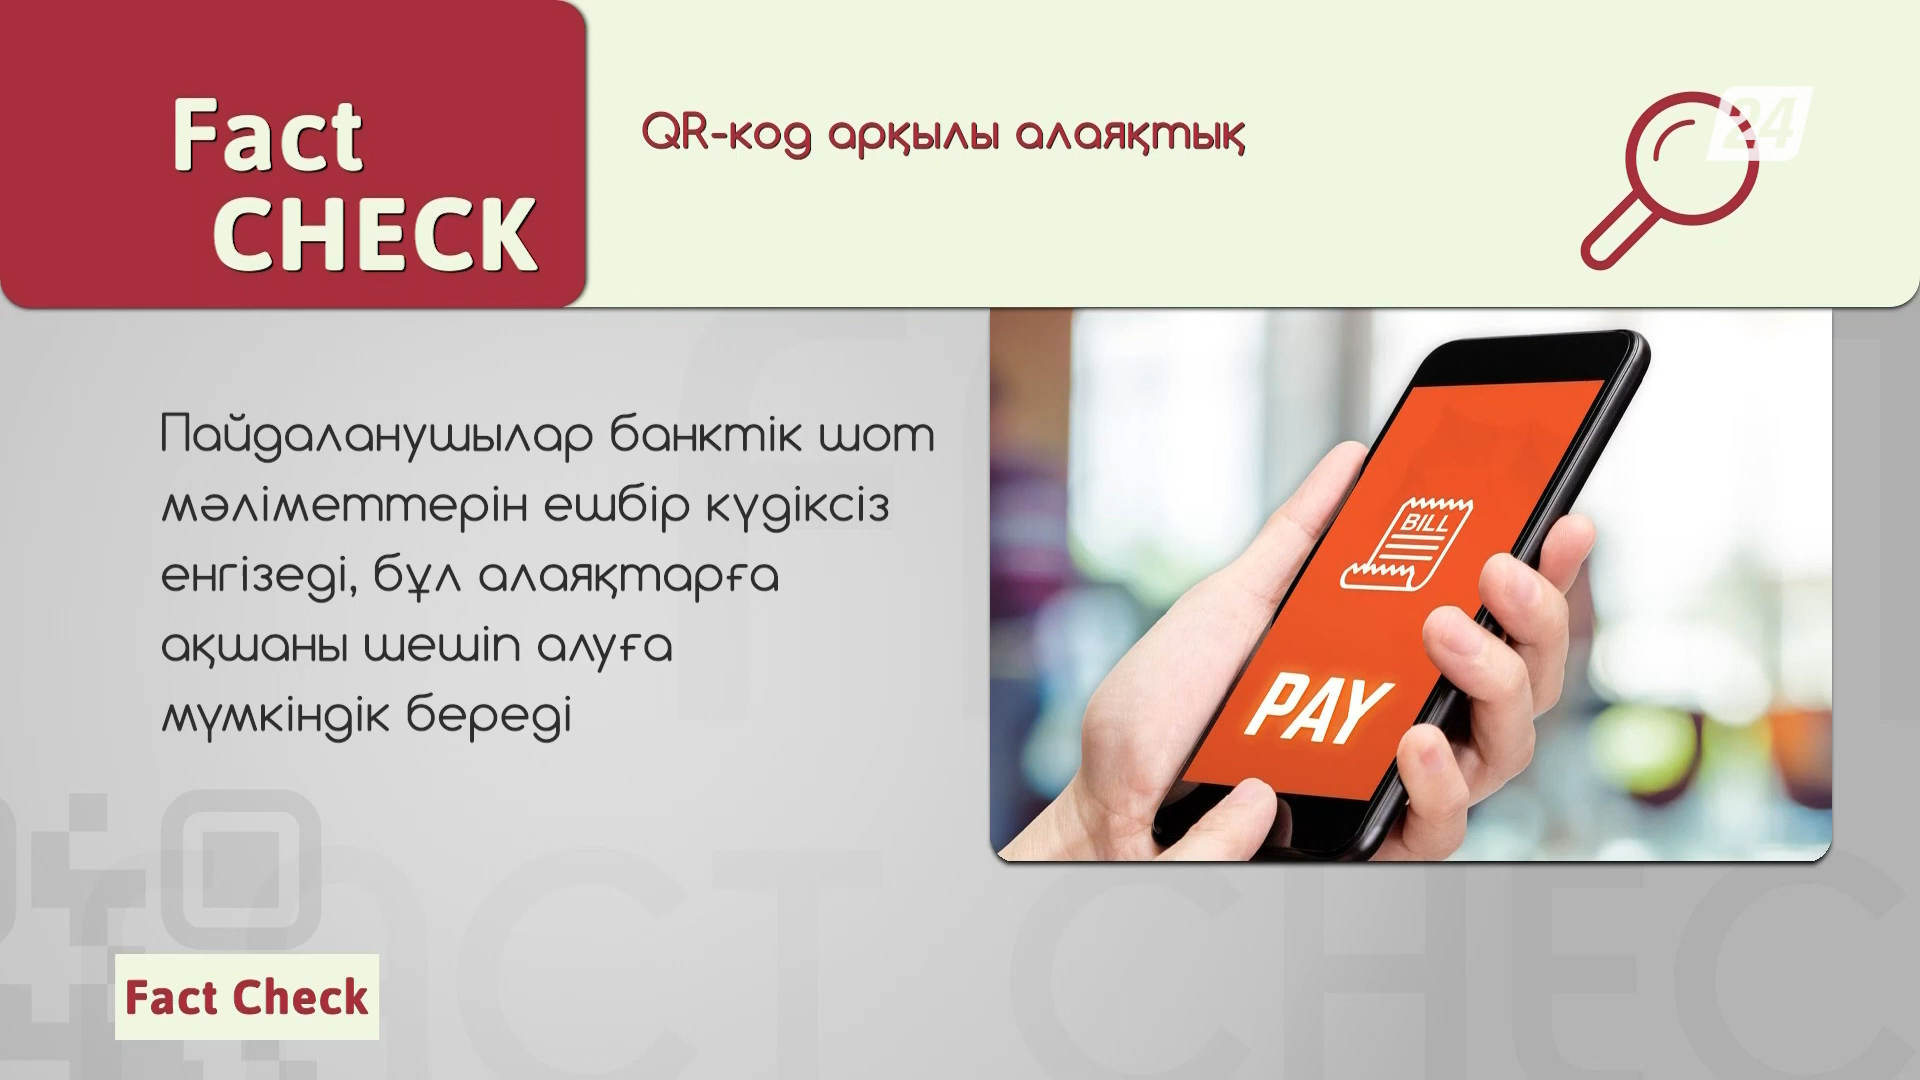 Fact
CHECK
QR-код арқылы алаяқтық
24
Пайдаланушылар банктік шот
мәліметтерін ешбір күдіксіз
енгізеді, бұл алаяқтарға
ақшаны шешіп алуға
мүмкіндік береді
BILL
PAY
Fact Check